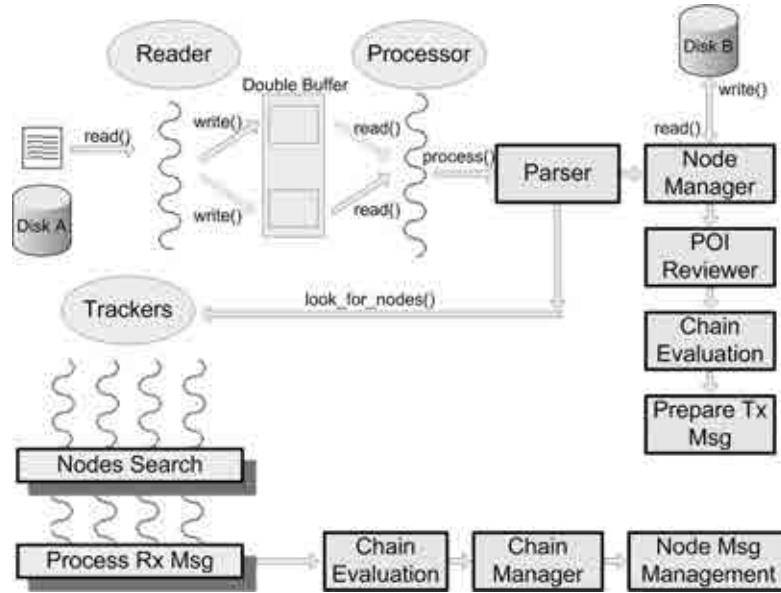 Reader
Processor
Disk B
Double Buffer
write()
write()
read()
read()
read()
process()
Parser
Node
Manager
Disk A
write()
read()
POI
Reviewer
look_for_nodes()
Trackers
Chain
Evaluation
Prepare Tx
Msg
Nodes Search
Process Rx Msg
Chain
Evaluation
Chain
Manager
Node Msg
Management